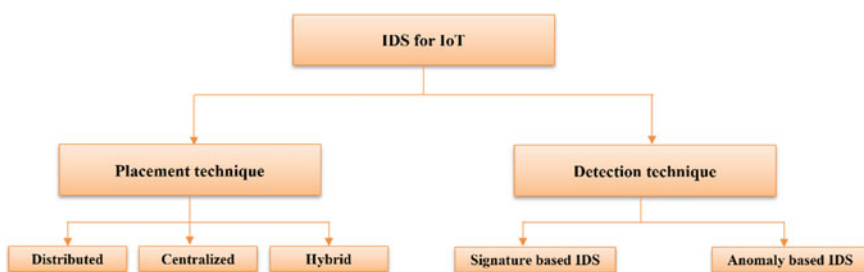 IDS for IoT
Placement technique
Detection technique
Distributed
Centralized
Hybrid
Signature based IDS
Anomaly based IDS